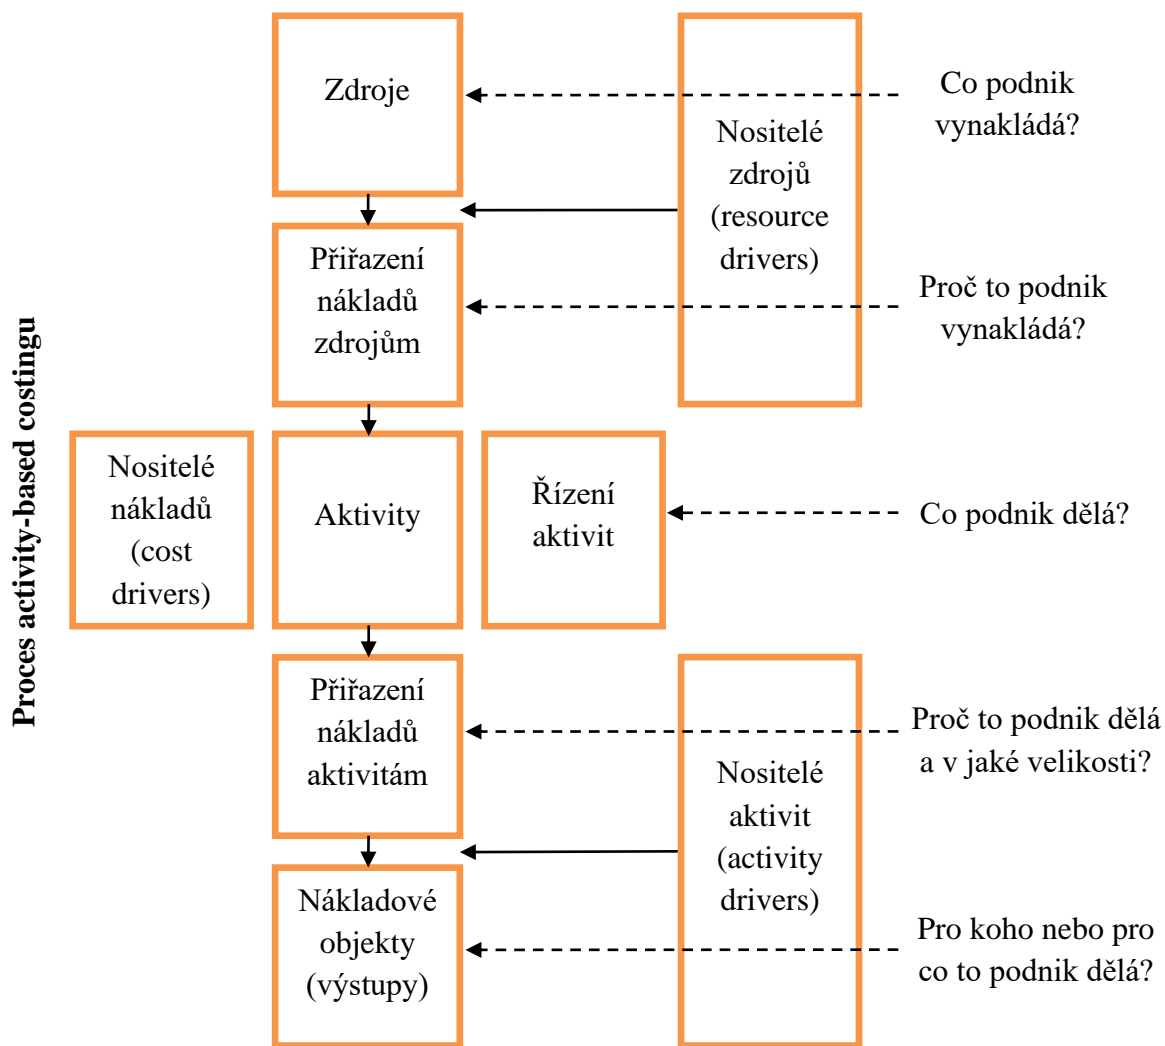 Proces activity-based costingu
Zdroje
Co podnik
vynakládá?
Nositelé
zdrojů
(resource
drivers)
Přiřazení
nákladů
zdrojům
Proč to podnik
vynakládá?
Nositelé
nákladů
(cost
drivers)
Aktivity
Řízení
aktivit
Co podnik dělá?
Přiřazení
nákladů
aktivitám
Proč to podnik dělá
a v jaké velikosti?
Nositelé
aktivit
(activity
drivers)
Nákladové
objekty
(výstupy)
Pro koho nebo pro
co to podnik dělá?